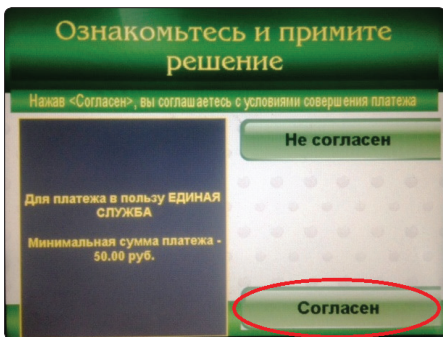 Ознакомьтесь и примите
решение
Нажав <Согласен>, вы соглашаетесь с условиями совершения платежа
Не согласен
Для платежа в пользу ЕДИНАЯ
СЛУЖБА
Минимальная сумма платежа -
50.00 руб.
Согласен